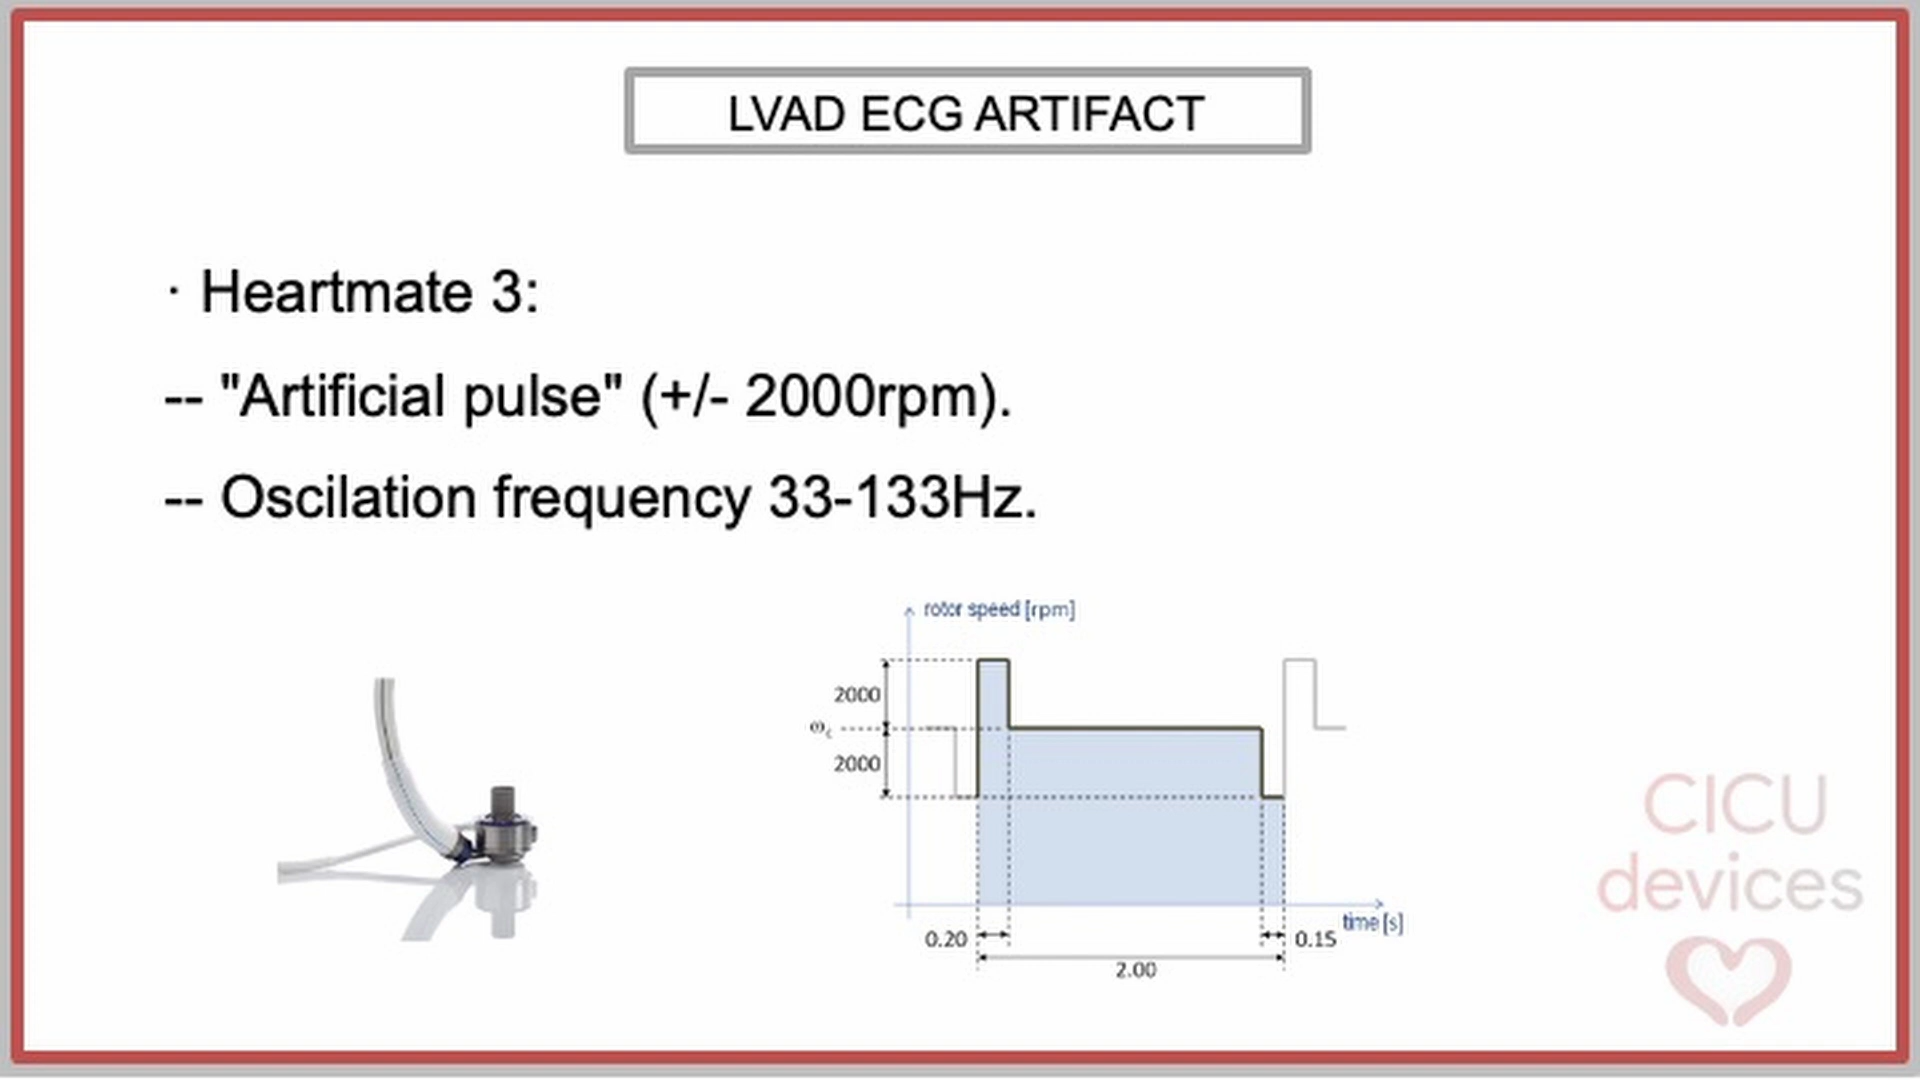 LVAD ECG ARTIFACT
· Heartmate 3:
-- "Artificial pulse" (+/- 2000rpm).
-- Oscilation frequency 33-133Hz.
rotor speed [rpm]
2000
ωc
2000
time [s]
0.20
0.15
2.00
CICU
devices